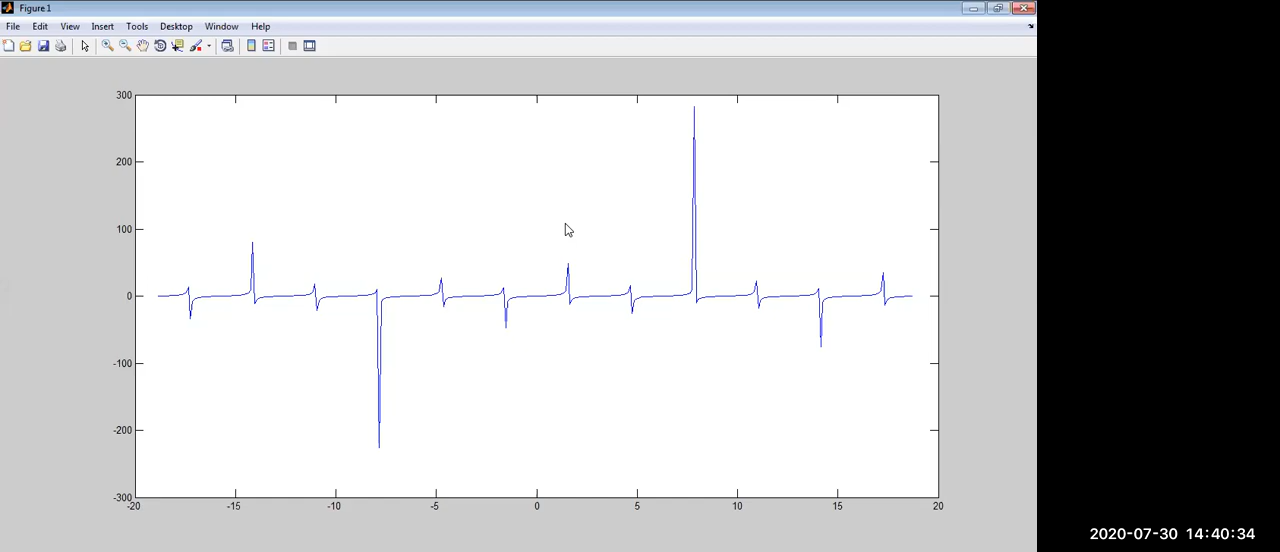 Figure 1
File Edit View Insert Tools Desktop Window Help
300
200
100
0
-100
-200
-300
-20 -15 -10 -5 0 5 10 15 20
2020-07-30 14:40:34